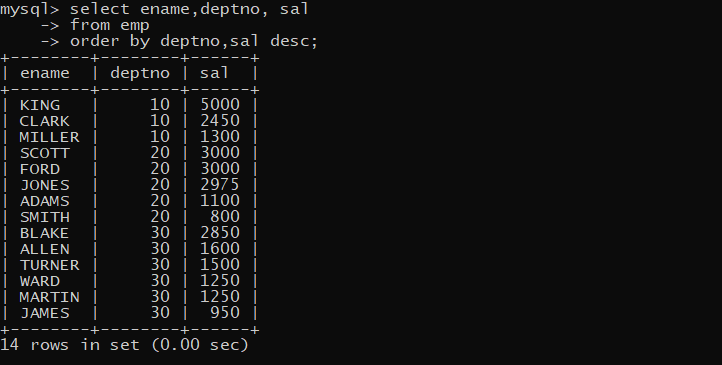 mysql> select ename,deptno, sal
    -> from emp
    -> order by deptno,sal desc;
+--------+--------+------+
| ename  | deptno | sal  |
+--------+--------+------+
| KING   |     10 | 5000 |
| CLARK  |     10 | 2450 |
| MILLER |     10 | 1300 |
| SCOTT  |     20 | 3000 |
| FORD   |     20 | 3000 |
| JONES  |     20 | 2975 |
| ADAMS  |     20 | 1100 |
| SMITH  |     20 |  800 |
| BLAKE  |     30 | 2850 |
| ALLEN  |     30 | 1600 |
| TURNER |     30 | 1500 |
| WARD   |     30 | 1250 |
| MARTIN |     30 | 1250 |
| JAMES  |     30 |  950 |
+--------+--------+------+
14 rows in set (0.00 sec)